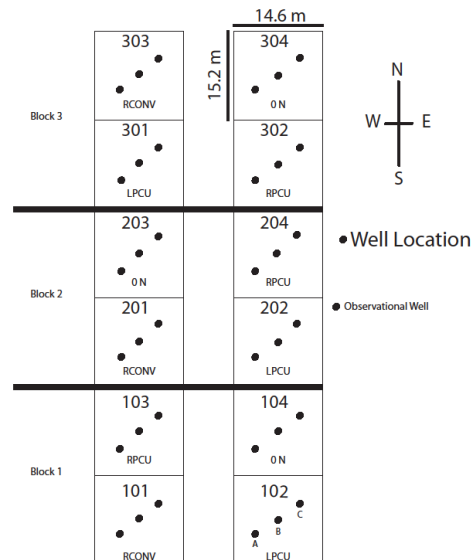 14.6 m
15.2 m
303
RCONV
304
0 N
Block 3
301
LPCU
302
RPCU
N
W E
S
203
0 N
204
RPCU
Well Location
Block 2
Observational Well
201
RCONV
202
LPCU
103
RPCU
104
0 N
Block 1
101
RCONV
102
A
B
C
LPCU